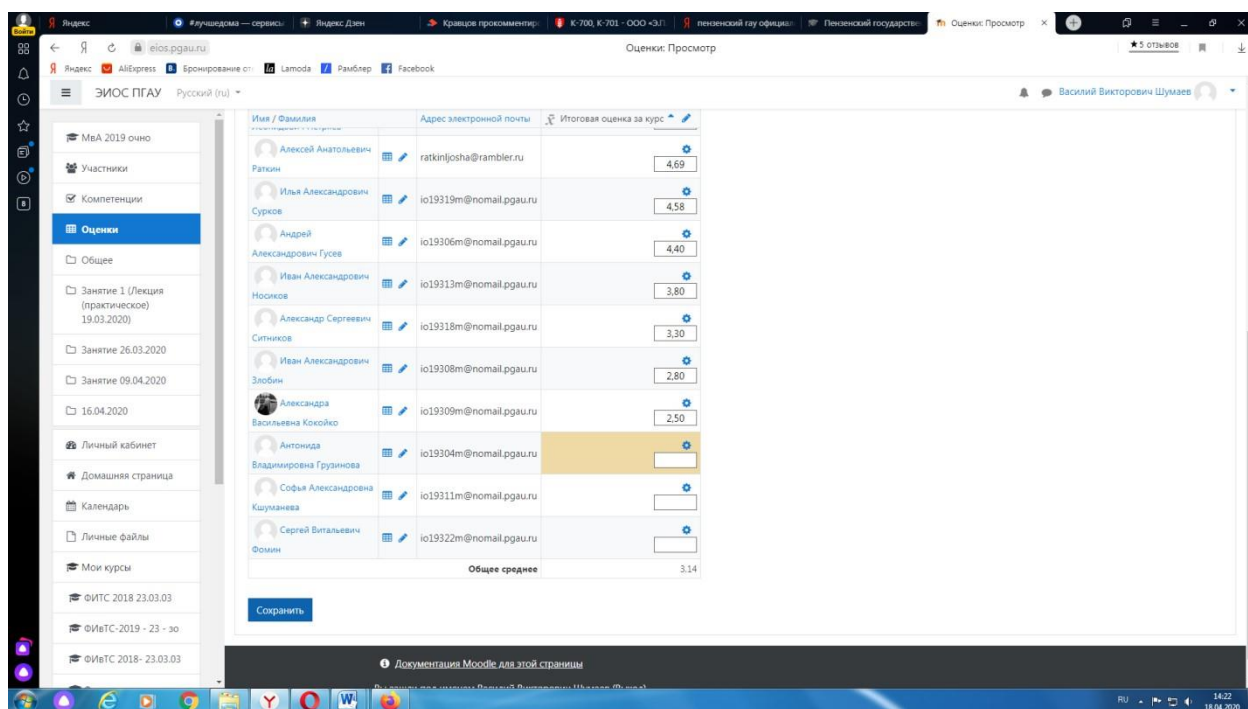 Яндекс
#лучшедома — сервисы
Яндекс Дзен
Кравцов прокомментир
К-700, К-701 - ООО «З.Г
пензенский гау официал
Пензенский государстве
Оценки: Просмотр
Войти
eios.pgau.ru
Оценки: Просмотр
★ 5 отзывов
Яндекс
AliExpress
Бронирование от
Lamoda
Рамблер
Facebook
ЭИОС ПГАУ
Русский (ru)
Василий Викторович Шумаев
МвА 2019 очно
Участники
Компетенции
Оценки
Общее
Занятие 1 (Лекция
(практическое)
19.03.2020)
Занятие 26.03.2020
Занятие 09.04.2020
16.04.2020
Личный кабинет
Домашняя страница
Календарь
Личные файлы
Мои курсы
ФИТС 2018 23.03.03
ФИвТС-2019 - 23 - зо
ФИвТС 2018- 23.03.03
Имя / Фамилия
Адрес электронной почты
Итоговая оценка за курс
Алексей Анатольевич
Раткин
ratkinljosha@rambler.ru
4,69
Илья Александрович
Сурков
io19319m@nomail.pgau.ru
4,58
Андрей
Александрович Гусев
io19306m@nomail.pgau.ru
4,40
Иван Александрович
Носиков
io19313m@nomail.pgau.ru
3,80
Александр Сергеевич
Ситников
io19318m@nomail.pgau.ru
3,30
Иван Александрович
Злобин
io19308m@nomail.pgau.ru
2,80
Александра
Васильевна Кокойко
io19309m@nomail.pgau.ru
2,50
Антонида
Владимировна Грузинова
io19304m@nomail.pgau.ru
Софья Александровна
Кшуманева
io19311m@nomail.pgau.ru
Сергей Витальевич
Фомин
io19322m@nomail.pgau.ru
Общее среднее
3,14
Сохранить
Документация Moodle для этой страницы
Вы зашли под именем Василий Викторович Шумаев (Выход)
RU
14:22
18.04.2020